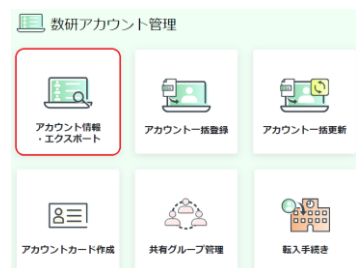 数研アカウント管理
アカウント情報
・エクスポート
アカウント一括登録
アカウント一括更新
アカウントカード作成
共有グループ管理
転入手続き